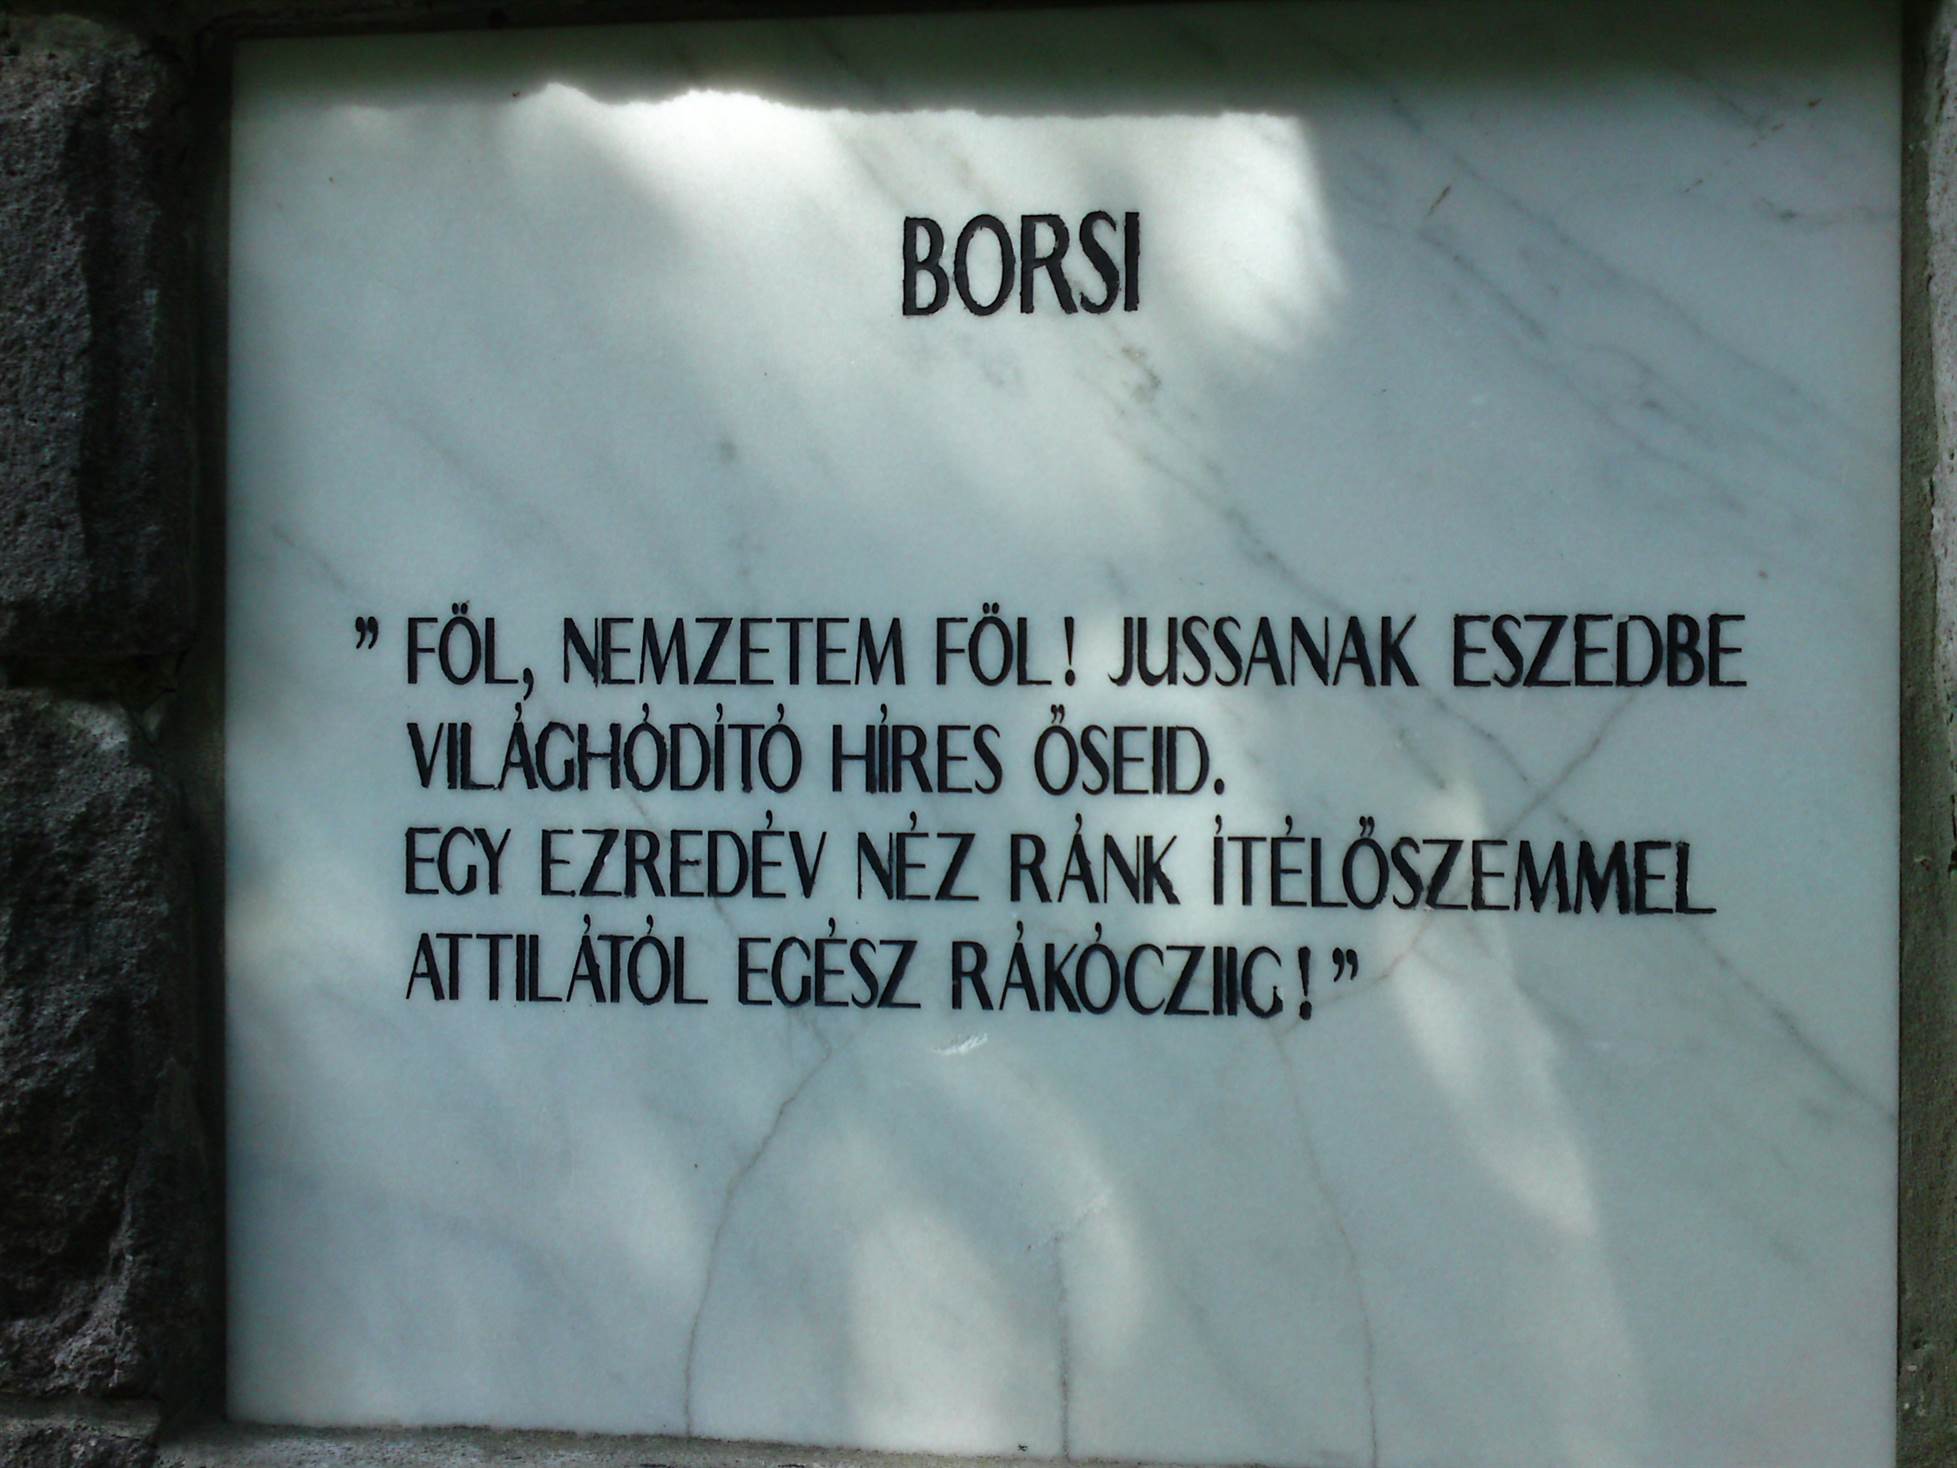 BORSI
” FÖL, NEMZETEM FÖL! JUSSANAK ESZEDBE
VILÁGHÓDÍTÓ HÍRES ŐSEID.
EGY EZREDÉV NÉZ RÁNK ÍTÉLŐSZEMMEL
ATTILÁTÓL EGÉSZ RÁKÓCZIIG!”